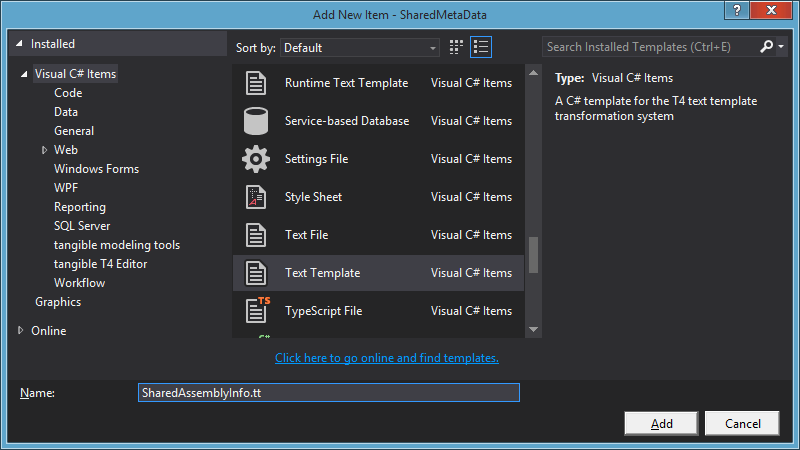 Add New Item - SharedMetaData
?
Installed
Sort by: Default
Search Installed Templates (Ctrl+E)
Visual C# Items
Code
Data
General
Web
Windows Forms
WPF
Reporting
SQL Server
tangible modeling tools
tangible T4 Editor
Workflow
Graphics
Online
Runtime Text Template Visual C# Items
Service-based Database Visual C# Items
Settings File Visual C# Items
Style Sheet Visual C# Items
Text File Visual C# Items
Text Template Visual C# Items
TS
TypeScript File Visual C# Items
Type: Visual C# Items
A C# template for the T4 text template
transformation system
Click here to go online and find templates.
Name: SharedAssemblyInfo.tt
Add Cancel